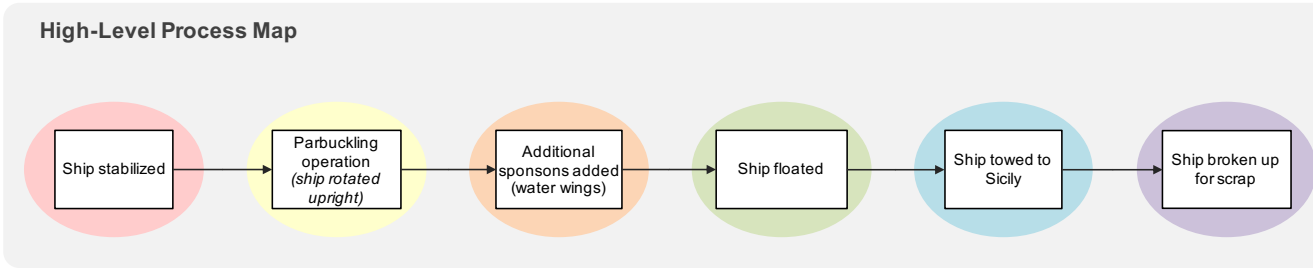 High-Level Process Map
Ship stabilized
Parbuckling
operation
(ship rotated
upright)
Additional
sponsons added
(water wings)
Ship floated
Ship towed to
Sicily
Ship broken up
for scrap